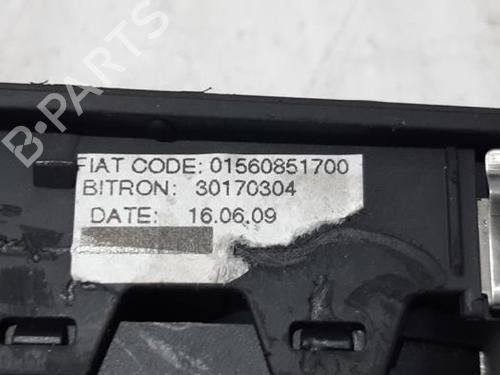 B-PARTS
FIAT CODE: 01560851700
BITRON: 30170304
DATE: 16.06.09